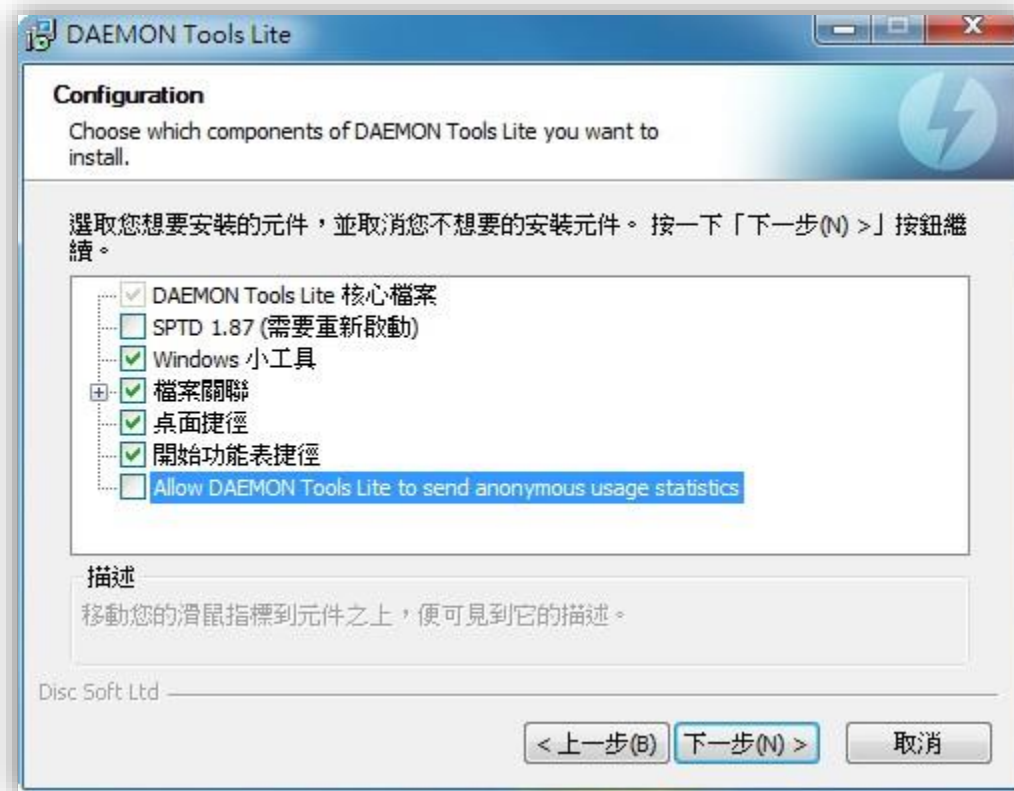 DAEMON Tools Lite
Configuration
Choose which components of DAEMON Tools Lite you want to
install.
選取您想要安裝的元件，並取消您不想要的安裝元件。 按一下「下一步(N) >」按鈕繼
續。
DAEMON Tools Lite 核心檔案
SPTD 1.87 (需要重新啟動)
Windows 小工具
檔案關聯
桌面捷徑
開始功能表捷徑
Allow DAEMON Tools Lite to send anonymous usage statistics
描述
移動您的滑鼠指標到元件之上，便可見到它的描述。
Disc Soft Ltd
< 上一步(B) 下一步(N) > 取消